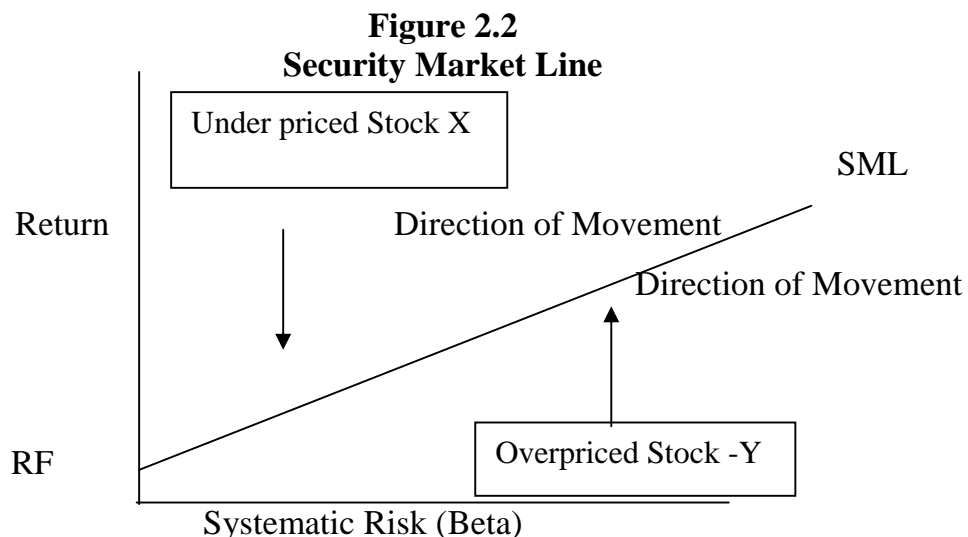 Figure 2.2
Security Market Line
Under priced Stock X
SML
Return
Direction of Movement
Direction of Movement
RF
Overpriced Stock -Y
Systematic Risk (Beta)